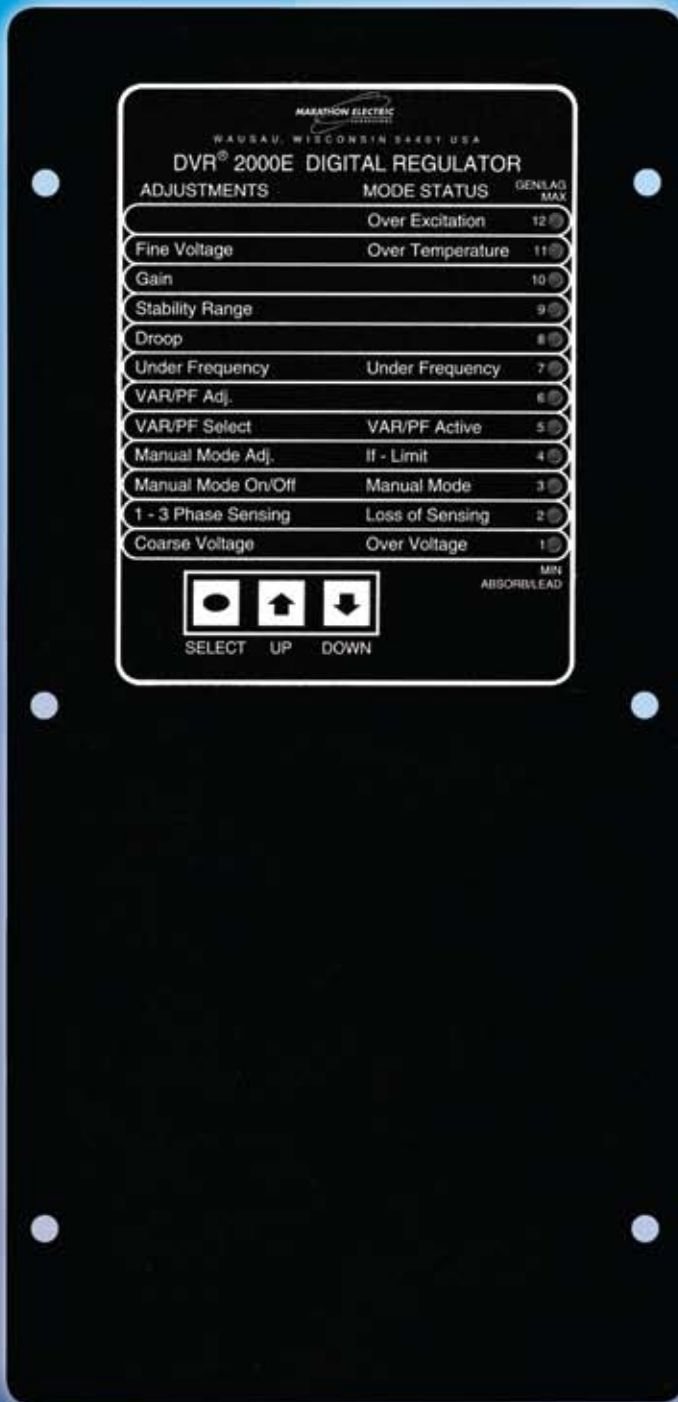 MARATHON ELECTRIC
WAUSAU, WISCONSIN 54401 USA
DVR® 2000E DIGITAL REGULATOR
ADJUSTMENTS MODE STATUS GEN/LAG
MAX
Over Excitation 12
Fine Voltage Over Temperature 11
Gain 10
Stability Range 9
Droop 8
Under Frequency Under Frequency 7
VAR/PF Adj. 6
VAR/PF Select VAR/PF Active 5
Manual Mode Adj. If - Limit 4
Manual Mode On/Off Manual Mode 3
1 - 3 Phase Sensing Loss of Sensing 2
Coarse Voltage Over Voltage 1
MIN
ABSORB/LEAD
SELECT UP DOWN